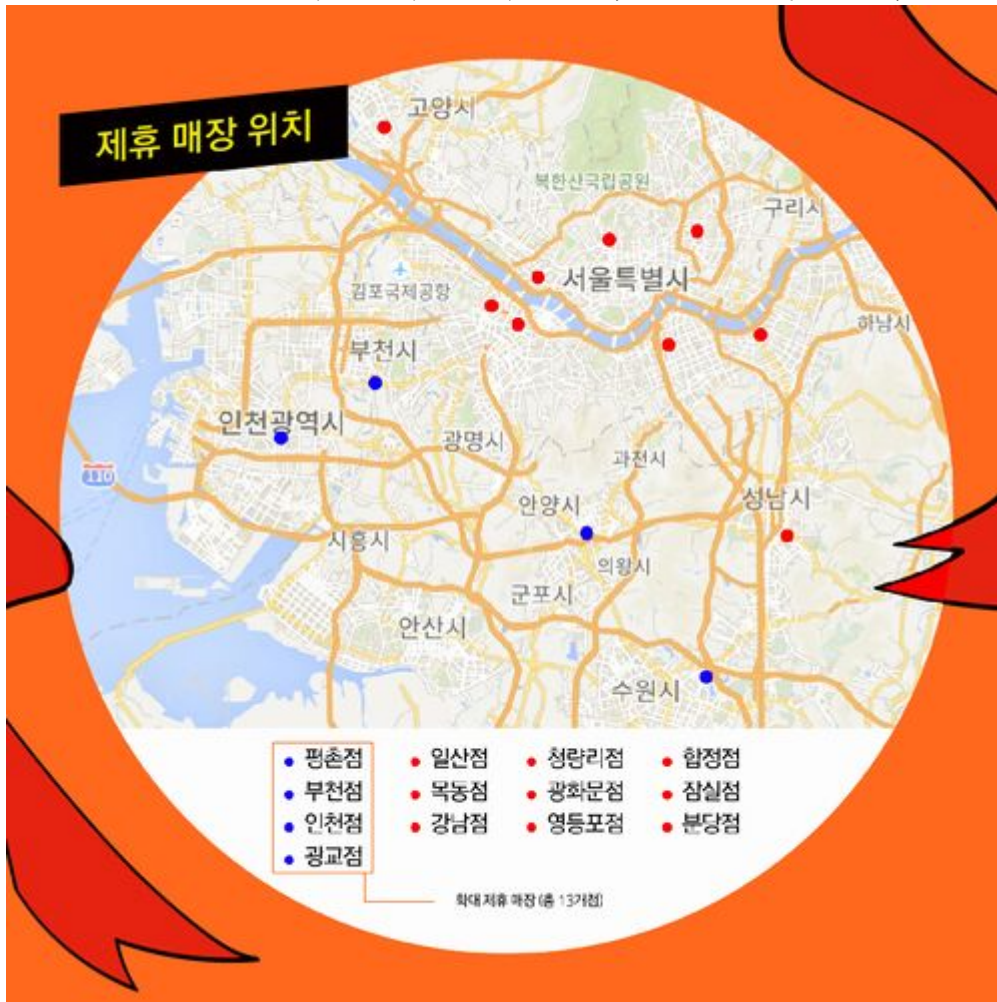 제휴 매장 위치
고양시
북한산국립공원
구리시
서울특별시
김포국제공항
하남시
부천시
인천광역시
광명시
과천시
110
안양시
성남시
시흥시
의왕시
군포시
안산시
수원시
평촌점 일산점 청량리점 합정점
부천점 목동점 광화문점 잠실점
인천점 강남점 영등포점 분당점
광교점
확대 제휴 매장 (총 13개점)